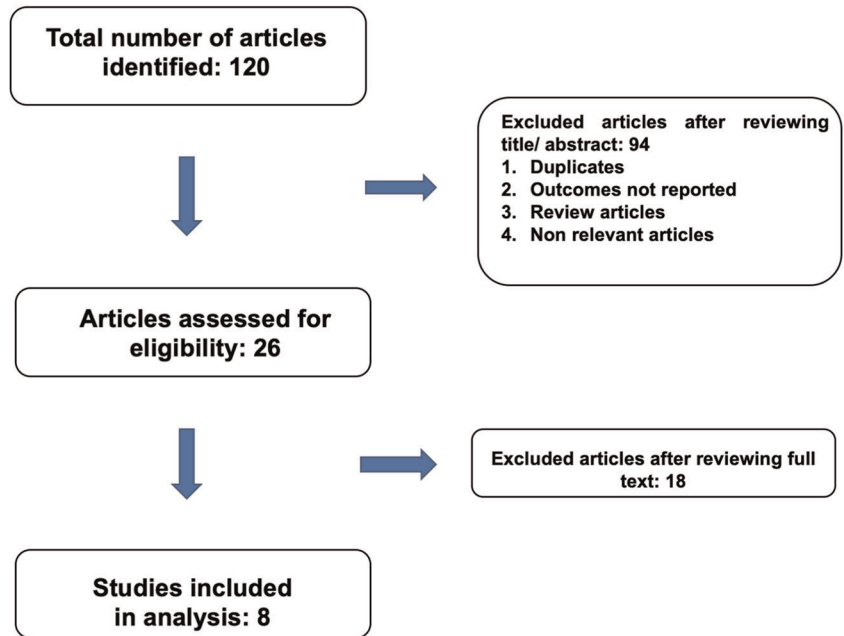 Total number of articles
identified: 120
Excluded articles after reviewing
title/ abstract: 94
1. Duplicates
2. Outcomes not reported
3. Review articles
4. Non relevant articles
Articles assessed for
eligibility: 26
Excluded articles after reviewing full
text: 18
Studies included
in analysis: 8